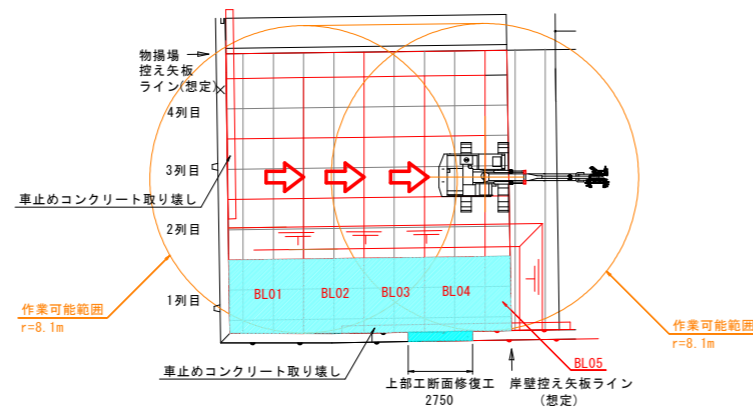 物揚場
控え矢板
ライン(想定)
4列目
3列目
車止めコンクリート取り壊し
2列目
1列目
BL01
BL02
BL03
BL04
作業可能範囲
r=8.1m
作業可能範囲
r=8.1m
BL05
車止めコンクリート取り壊し
上部工断面修復工
2750
岸壁控え矢板ライン
(想定)